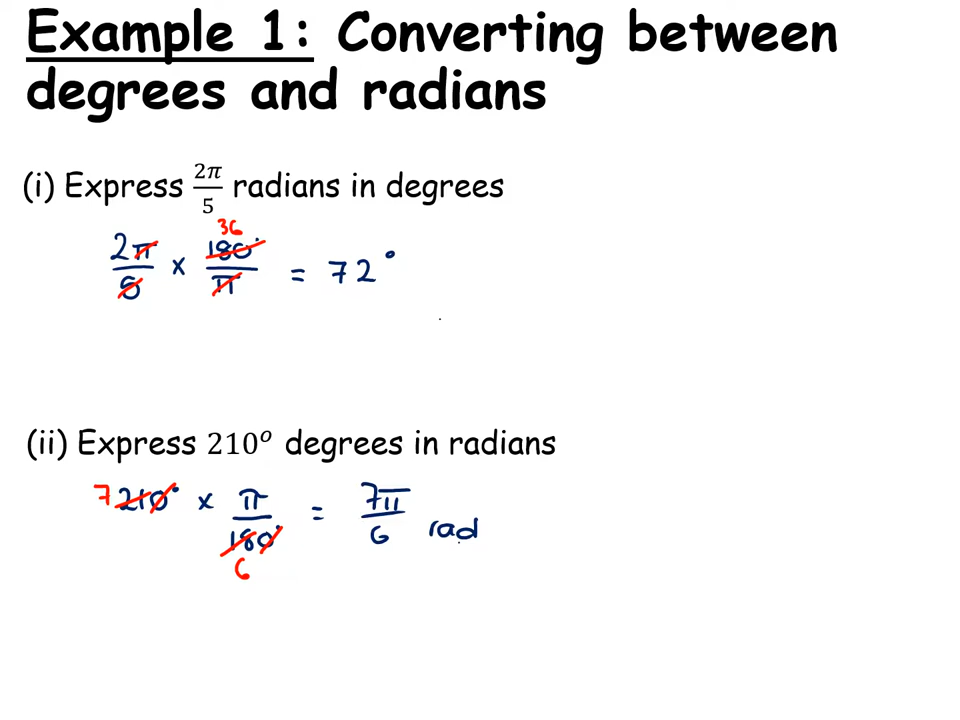 Example 1: Converting between
degrees and radians
(i) Express 2π/5 radians in degrees
36
2π/5 × 180°/π = 72°
(ii) Express 210° degrees in radians
7 210° × π/180° = 7π/6 rad
6